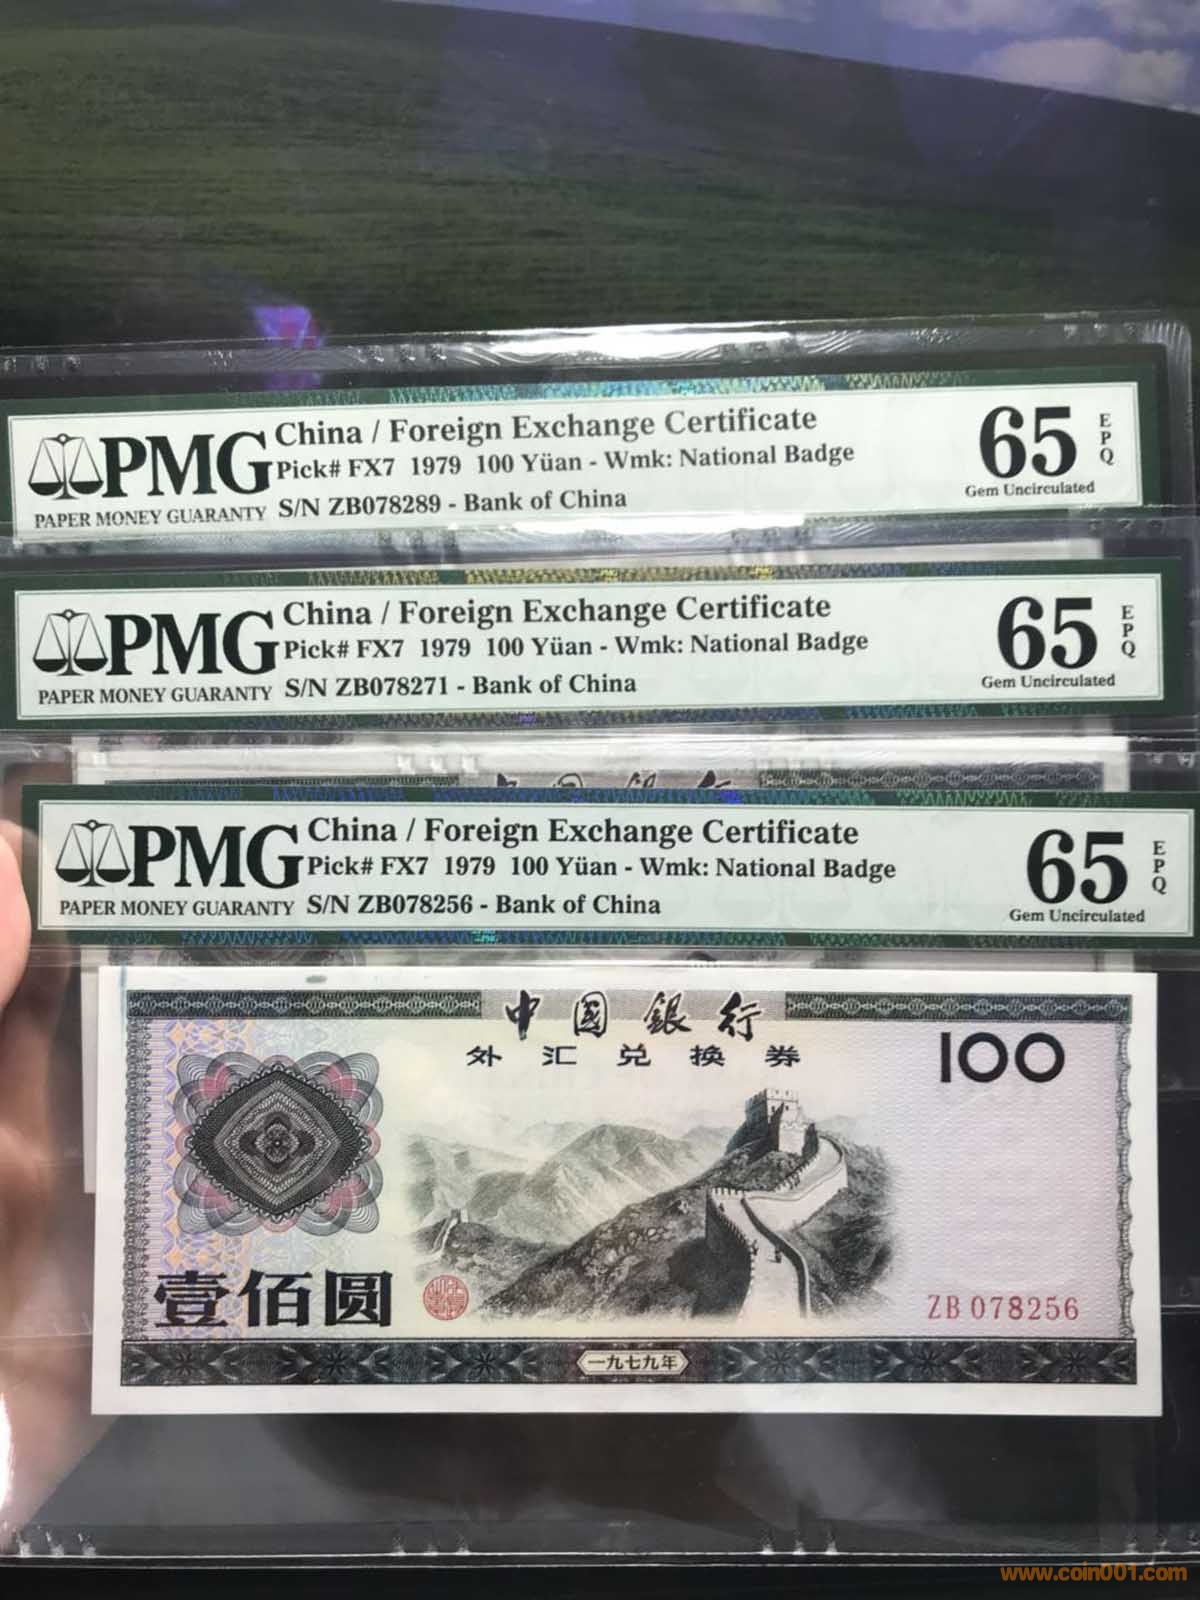 PMG
PAPER MONEY GUARANTY
China / Foreign Exchange Certificate
Pick# FX7 1979 100 Yüan - Wmk: National Badge
S/N ZB078289 - Bank of China
65
EPQ
Gem Uncirculated
PMG
PAPER MONEY GUARANTY
China / Foreign Exchange Certificate
Pick# FX7 1979 100 Yüan - Wmk: National Badge
S/N ZB078271 - Bank of China
65
EPQ
Gem Uncirculated
PMG
PAPER MONEY GUARANTY
China / Foreign Exchange Certificate
Pick# FX7 1979 100 Yüan - Wmk: National Badge
S/N ZB078256 - Bank of China
65
EPQ
Gem Uncirculated
中国銀行
外汇兑换券
100
壹佰圆
ZB 078256
一九七九年
www.coin001.com